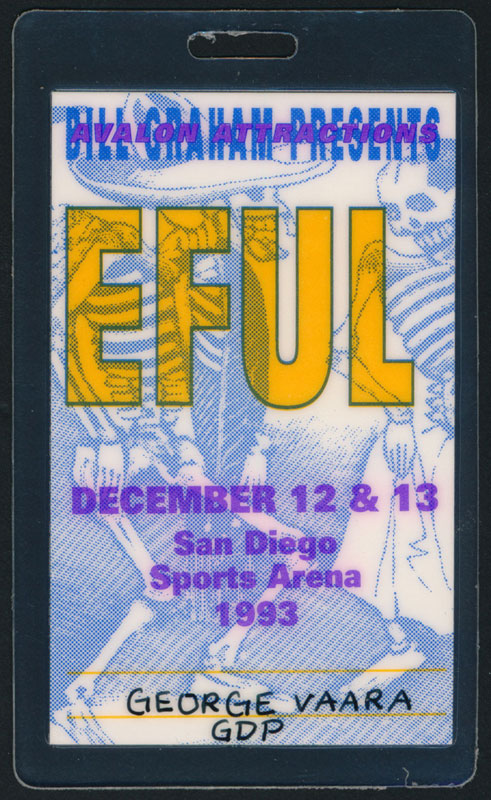 BILL GRAHAM PRESENTS
AVALON ATTRACTIONS
EFUL
DECEMBER 12 & 13
San Diego
Sports Arena
1993
GEORGE VAARA
GDP